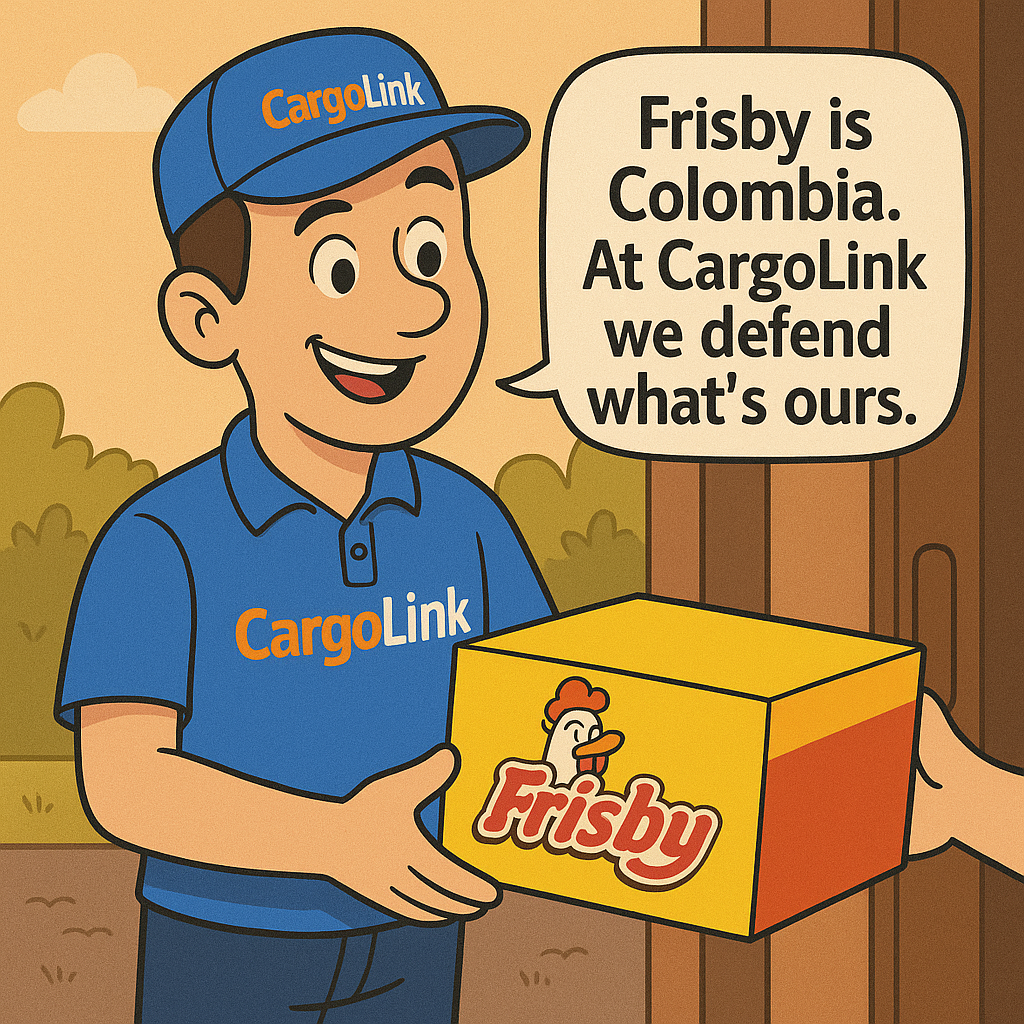 CargoLink
Frisby is
Colombia.
At CargoLink
we defend
what's ours.
CargoLink
Frisby